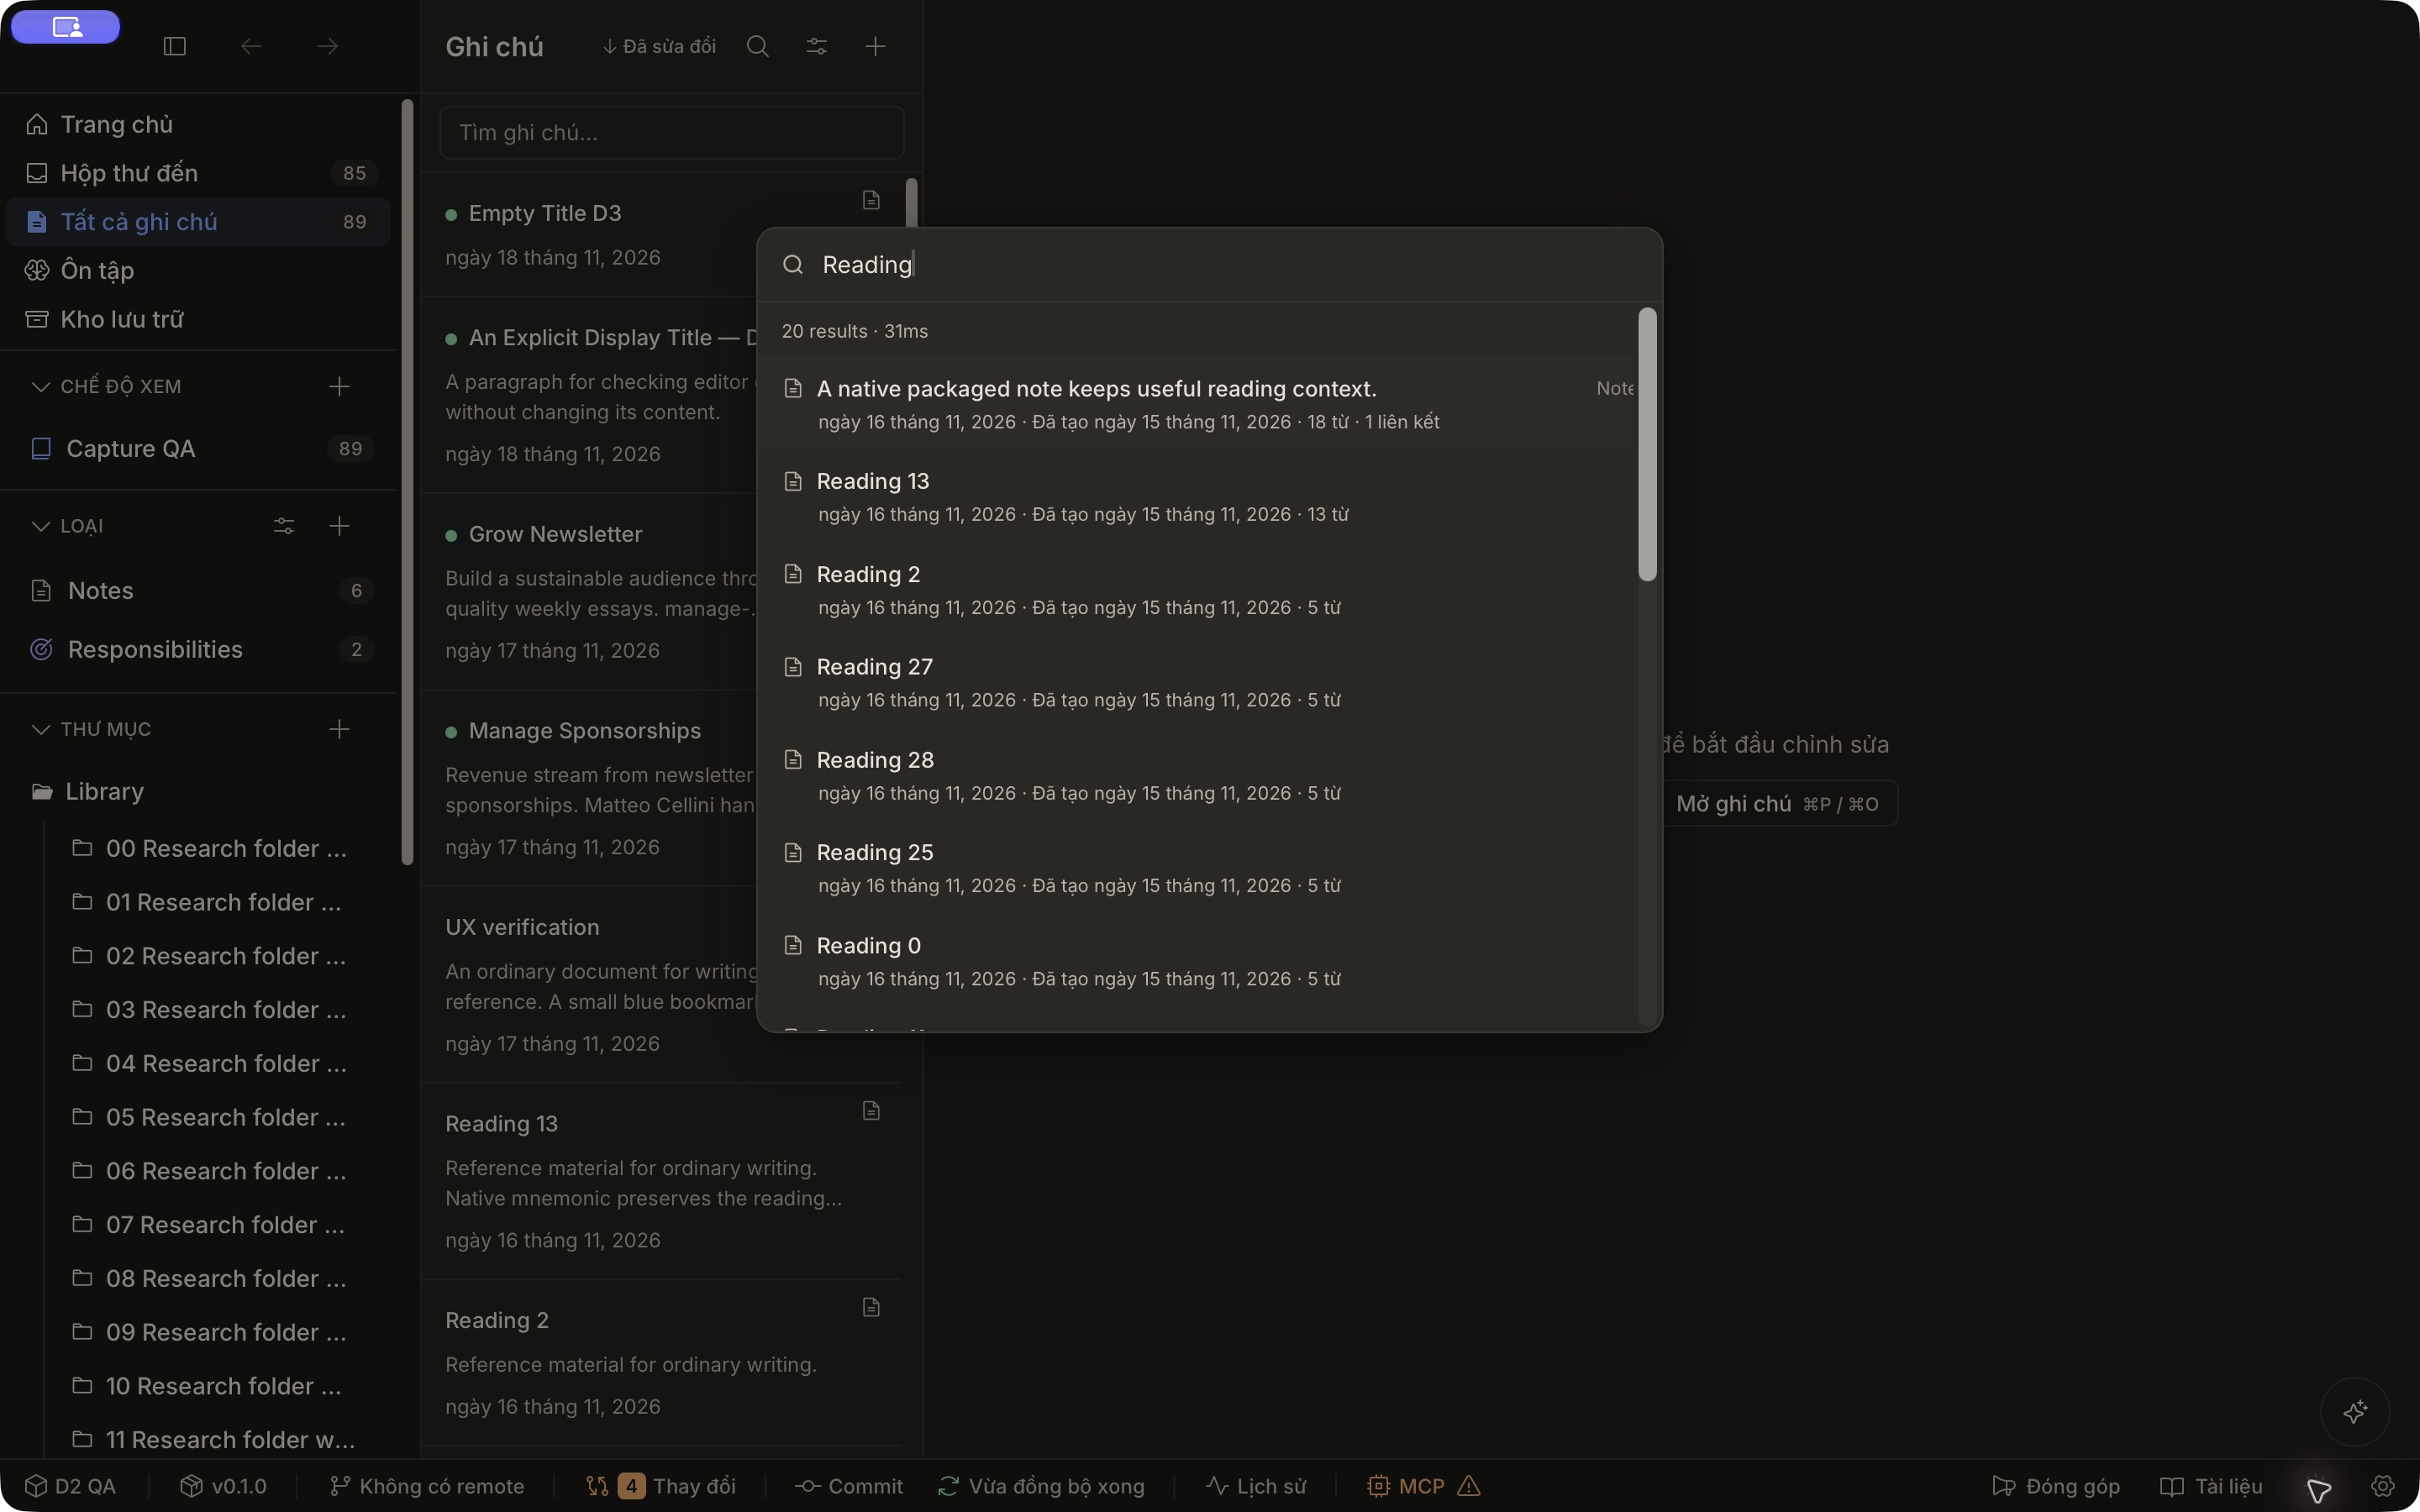 Trang chủ
Hộp thư đến 85
Tất cả ghi chú 89
Ôn tập
Kho lưu trữ
CHẾ ĐỘ XEM
Capture QA 89
LOẠI
Notes 6
Responsibilities 2
THƯ MỤC
Library
00 Research folder ...
01 Research folder ...
02 Research folder ...
03 Research folder ...
04 Research folder ...
05 Research folder ...
06 Research folder ...
07 Research folder ...
08 Research folder ...
09 Research folder ...
10 Research folder ...
11 Research folder w...
Ghi chú ↓ Đã sửa đổi
Tìm ghi chú...
Empty Title D3
ngày 18 tháng 11, 2026
An Explicit Display Title — D
A paragraph for checking editor
without changing its content.
ngày 18 tháng 11, 2026
Grow Newsletter
Build a sustainable audience thro
quality weekly essays. manage-.
ngày 17 tháng 11, 2026
Manage Sponsorships
Revenue stream from newsletter
sponsorships. Matteo Cellini han
ngày 17 tháng 11, 2026
UX verification
An ordinary document for writing
reference. A small blue bookmar
ngày 17 tháng 11, 2026
Reading 13
Reference material for ordinary writing.
Native mnemonic preserves the reading...
ngày 16 tháng 11, 2026
Reading 2
Reference material for ordinary writing.
ngày 16 tháng 11, 2026
Reading
20 results · 31ms
A native packaged note keeps useful reading context. Note
ngày 16 tháng 11, 2026 · Đã tạo ngày 15 tháng 11, 2026 · 18 từ · 1 liên kết
Reading 13
ngày 16 tháng 11, 2026 · Đã tạo ngày 15 tháng 11, 2026 · 13 từ
Reading 2
ngày 16 tháng 11, 2026 · Đã tạo ngày 15 tháng 11, 2026 · 5 từ
Reading 27
ngày 16 tháng 11, 2026 · Đã tạo ngày 15 tháng 11, 2026 · 5 từ
Reading 28
ngày 16 tháng 11, 2026 · Đã tạo ngày 15 tháng 11, 2026 · 5 từ
Reading 25
ngày 16 tháng 11, 2026 · Đã tạo ngày 15 tháng 11, 2026 · 5 từ
Reading 0
ngày 16 tháng 11, 2026 · Đã tạo ngày 15 tháng 11, 2026 · 5 từ
để bắt đầu chỉnh sửa
Mở ghi chú ⌘P / ⌘O
D2 QA v0.1.0 Không có remote 4 Thay đổi Commit Vừa đồng bộ xong Lịch sử MCP Đóng góp Tài liệu